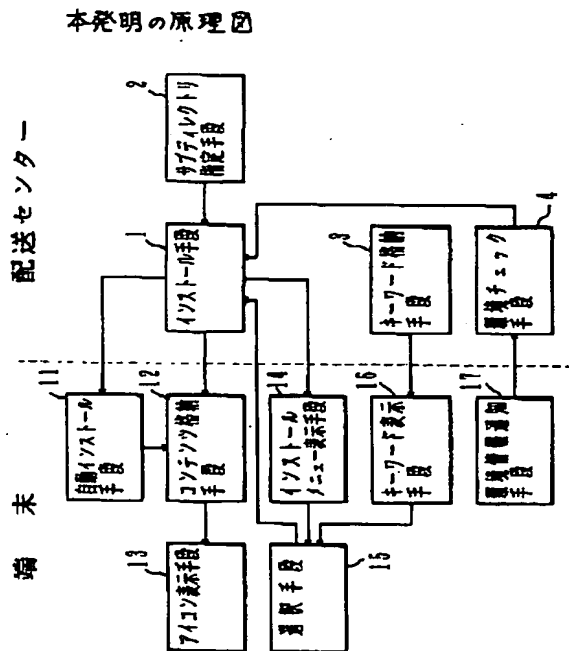 本発明の原理図
配送センター
端 末
2
サブディレクトリ
指定手段
1
インストール手段
3
キーワード格納
手段
4
環境チェック
手段
11
自動インストール
手段
12
コンテンツ格納
手段
14
インストール
メニュー表示手段
16
キーワード表示
手段
17
環境情報通知
手段
13
アイコン表示手段
15
選択手段